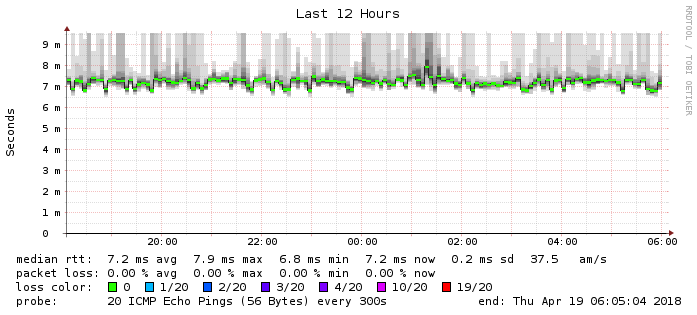 Last 12 Hours
RRDTOOL / TOBI OETIKER
Seconds
9 m
8 m
7 m
6 m
5 m
4 m
3 m
2 m
1 m
0
20:00 22:00 00:00 02:00 04:00 06:00
median rtt: 7.2 ms avg 7.9 ms max 6.8 ms min 7.2 ms now 0.2 ms sd 37.5 am/s
packet loss: 0.00 % avg 0.00 % max 0.00 % min 0.00 % now
loss color: 0 1/20 2/20 3/20 4/20 10/20 19/20
probe: 20 ICMP Echo Pings (56 Bytes) every 300s end: Thu Apr 19 06:05:04 2018